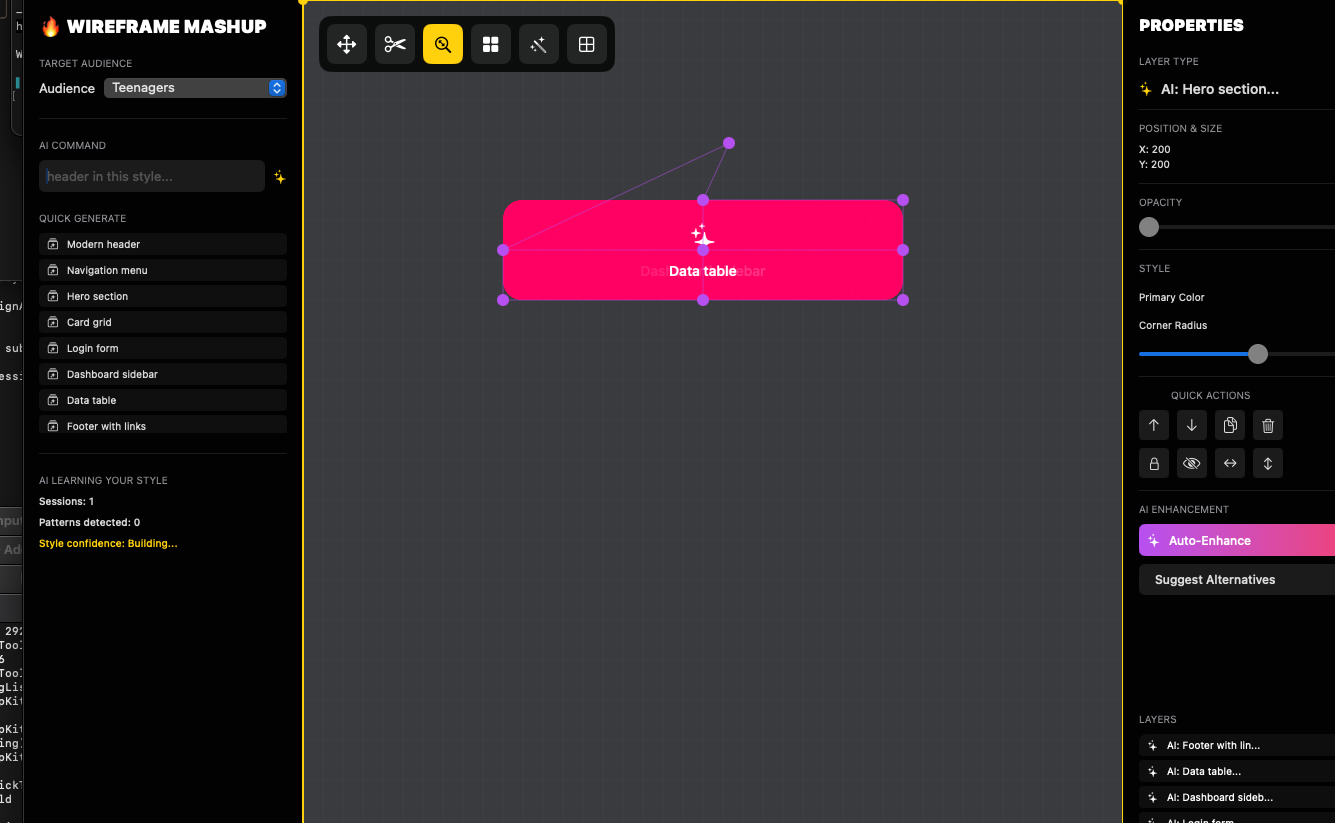 WIREFRAME MASHUP
TARGET AUDIENCE
Audience Teenagers
AI COMMAND
header in this style...
QUICK GENERATE
Modern header
Navigation menu
Hero section
Card grid
Login form
Dashboard sidebar
Data table
Footer with links
AI LEARNING YOUR STYLE
Sessions: 1
Patterns detected: 0
Style confidence: Building...
Data table
PROPERTIES
LAYER TYPE
AI: Hero section...
POSITION & SIZE
X: 200
Y: 200
OPACITY
STYLE
Primary Color
Corner Radius
QUICK ACTIONS
AI ENHANCEMENT
Auto-Enhance
Suggest Alternatives
LAYERS
AI: Footer with lin...
AI: Data table...
AI: Dashboard sideb...
AI: Login form